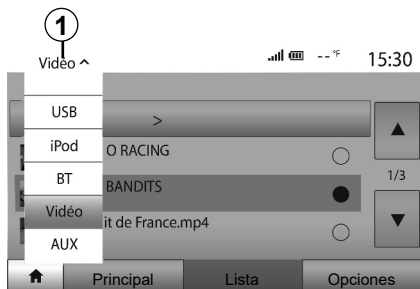 1
Vidéo
-- °F 15:30
USB
>
iPod
O RACING
BT
BANDITS
1/3
Vidéo
it de France.mp4
AUX
Principal Lista Opciones